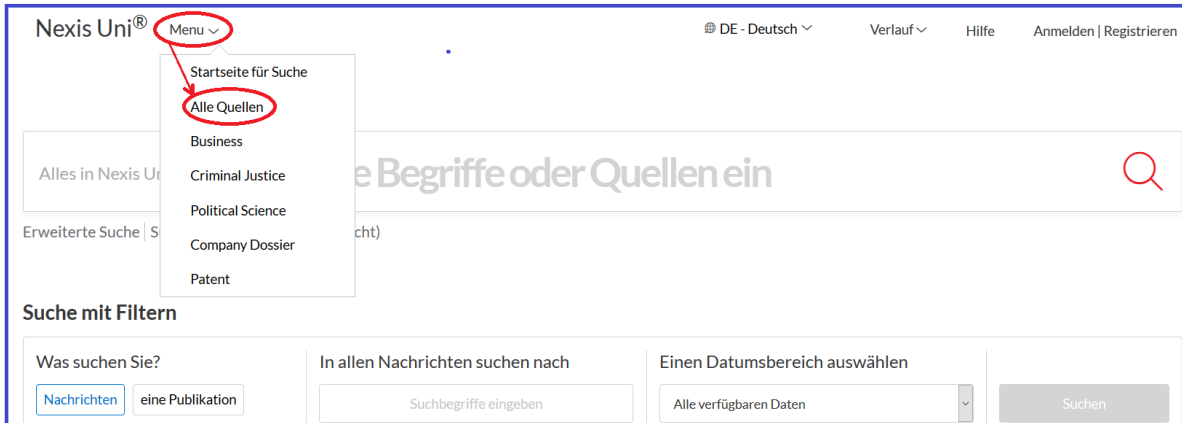 Nexis Uni® Menu DE - Deutsch Verlauf Hilfe Anmelden | Registrieren
Startseite für Suche
Alle Quellen
Business
Alles in Nexis Un e Begriffe oder Quellen ein
Criminal Justice
Political Science
Erweiterte Suche | S cht)
Company Dossier
Patent
Suche mit Filtern
Was suchen Sie? In allen Nachrichten suchen nach Einen Datumsbereich auswählen
Nachrichten eine Publikation Suchbegriffe eingeben Alle verfügbaren Daten Suchen